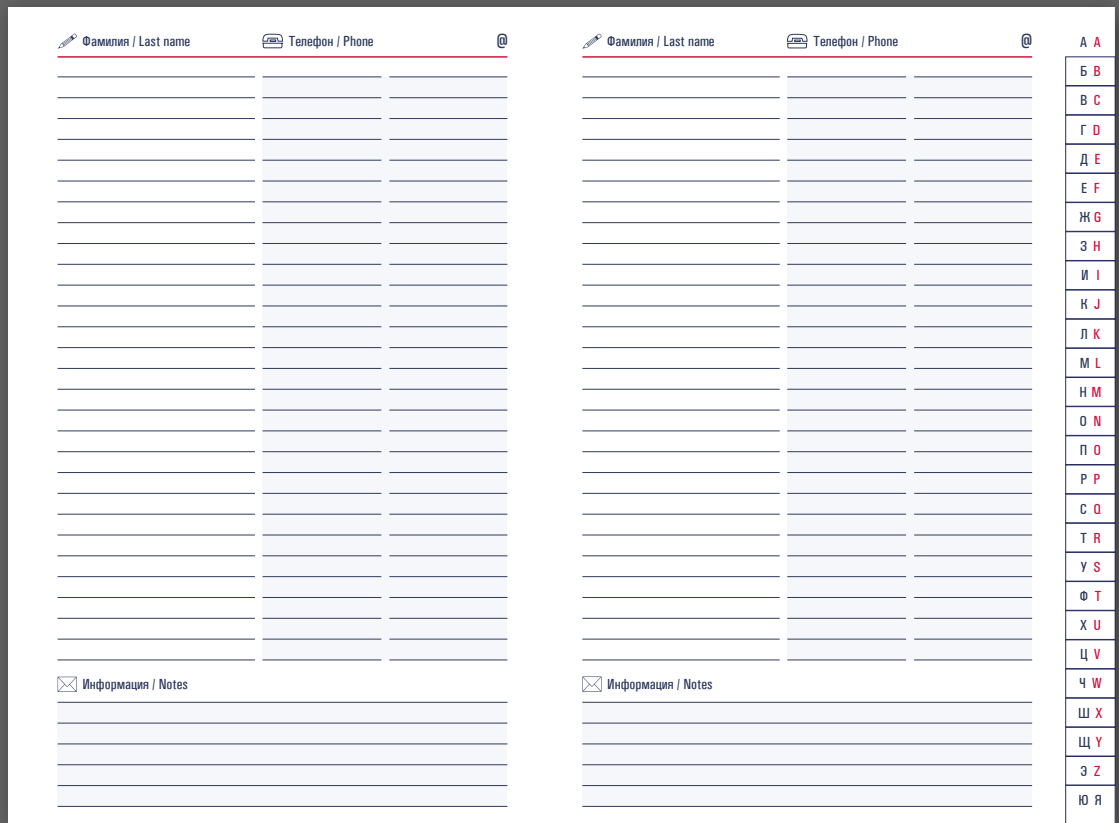 Фамилия / Last name Телефон / Phone @
Фамилия / Last name Телефон / Phone @
Информация / Notes
Информация / Notes
А A
Б B
В C
Г D
Д E
Е F
Ж G
З H
И I
К J
Л K
М L
Н M
О N
П O
Р P
С Q
Т R
У S
Ф T
Х U
Ц V
Ч W
Ш X
Щ Y
Э Z
Ю Я